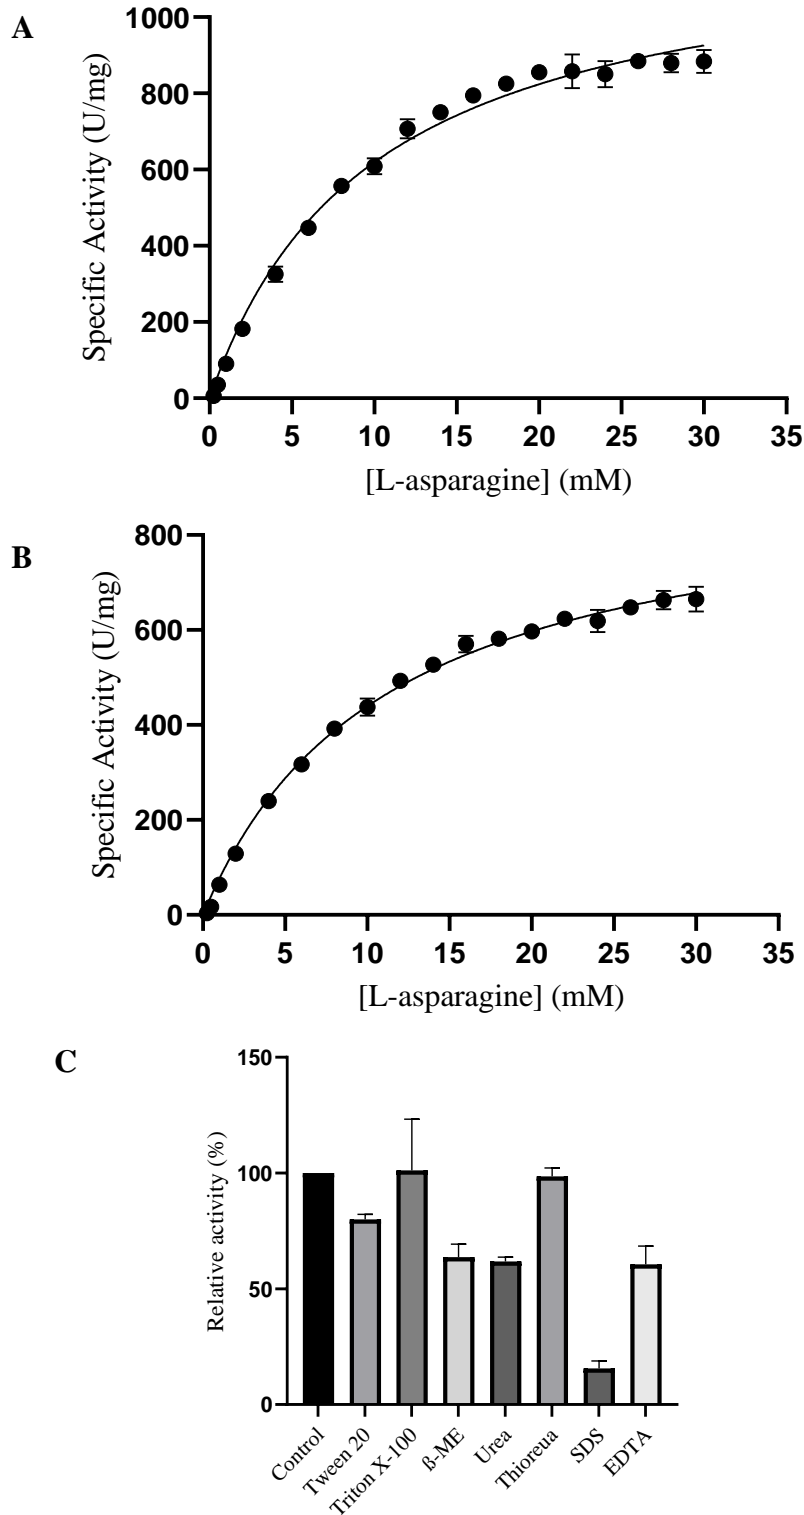 A
Specific Activity (U/mg)
1000
800
600
400
200
0
0 5 10 15 20 25 30 35
[L-asparagine] (mM)
B
Specific Activity (U/mg)
800
600
400
200
0
0 5 10 15 20 25 30 35
[L-asparagine] (mM)
C
Relative activity (%)
150
100
50
0
Control
Tween 20
Triton X-100
ß-ME
Urea
Thioreua
SDS
EDTA